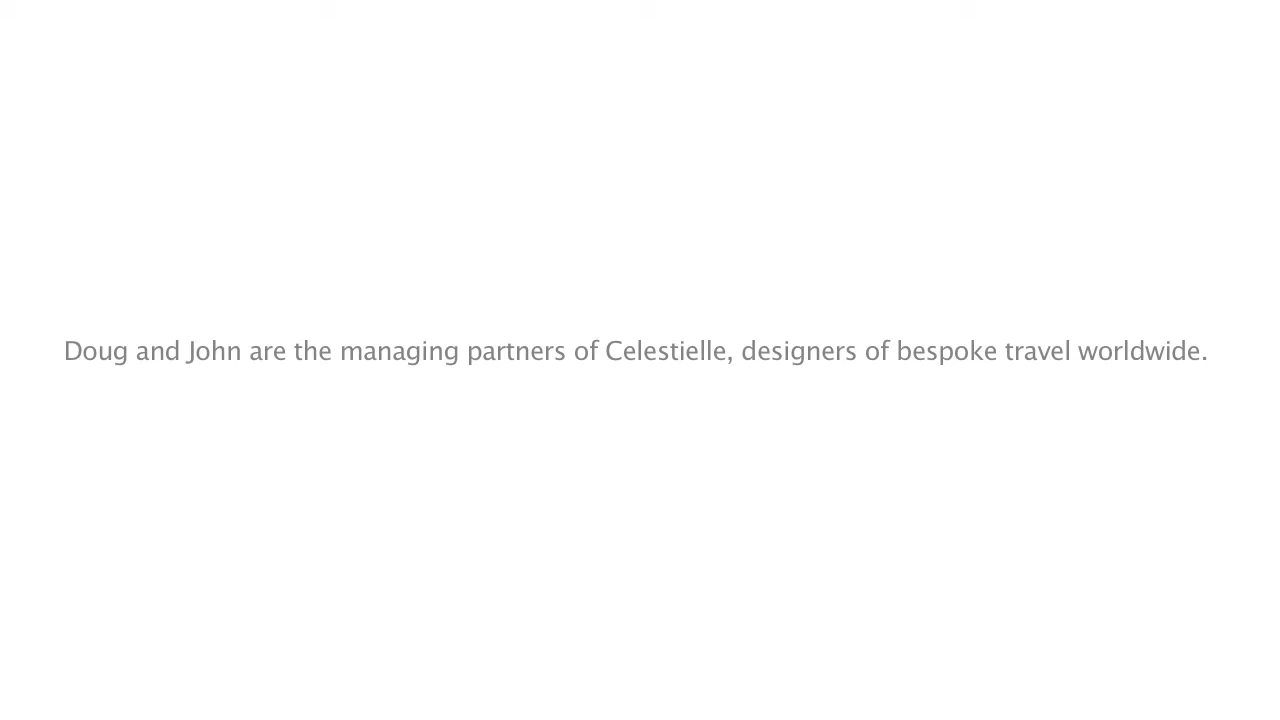 Doug and John are the managing partners of Celestielle, designers of bespoke travel worldwide.